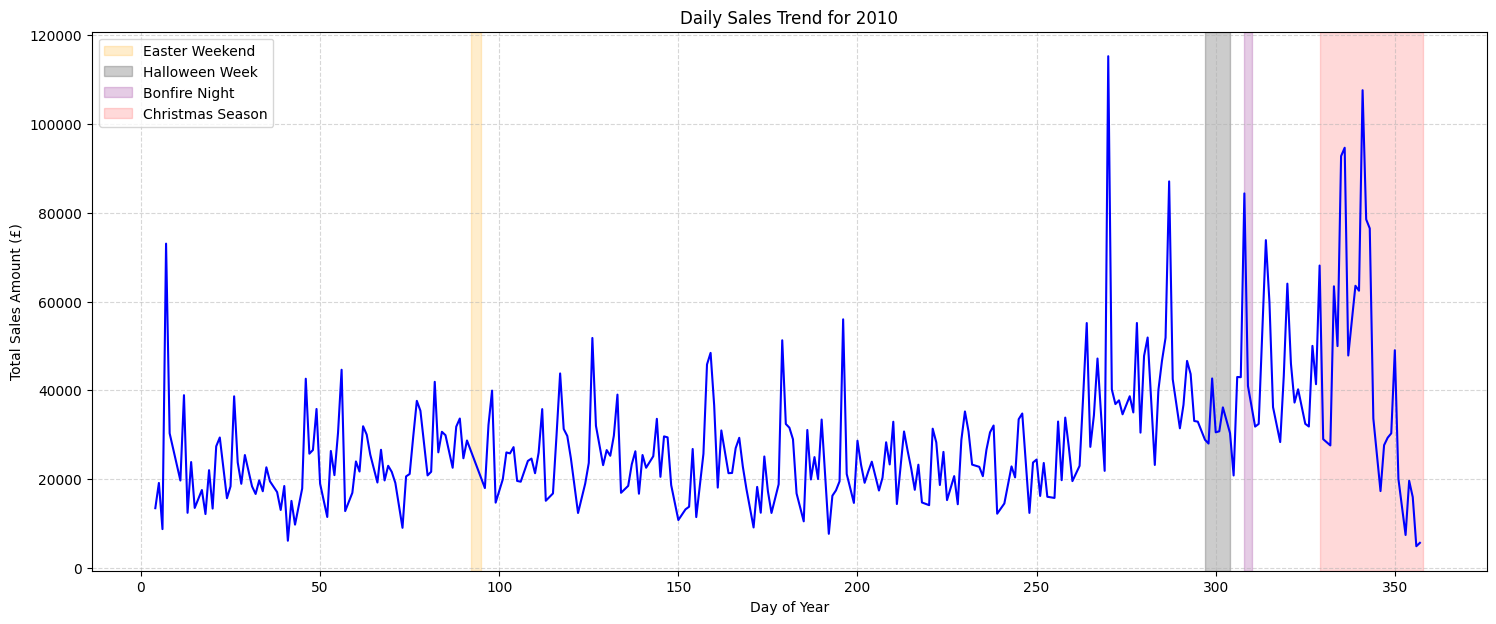 Daily Sales Trend for 2010
Easter Weekend
Halloween Week
Bonfire Night
Christmas Season
Total Sales Amount (£)
120000
100000
80000
60000
40000
20000
0
0 50 100 150 200 250 300 350
Day of Year